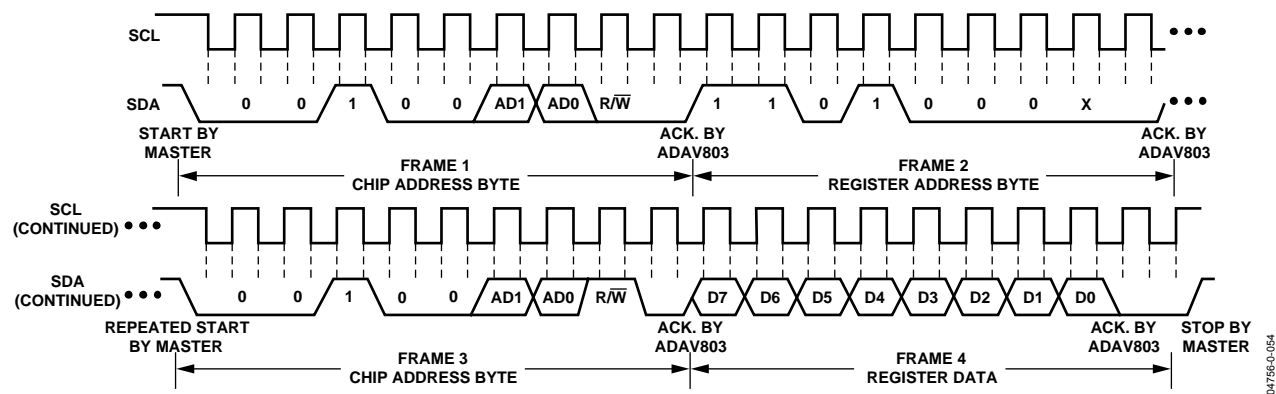 SCL
SDA 0 0 1 0 0 AD1 AD0 R/W̅ 1 1 0 1 0 0 0 X
START BY MASTER
ACK. BY ADAV803
ACK. BY ADAV803
FRAME 1
CHIP ADDRESS BYTE
FRAME 2
REGISTER ADDRESS BYTE
SCL
(CONTINUED)
SDA
(CONTINUED) 0 0 1 0 0 AD1 AD0 R/W̅ D7 D6 D5 D4 D3 D2 D1 D0
REPEATED START
BY MASTER
ACK. BY
ADAV803
ACK. BY
ADAV803
STOP BY
MASTER
FRAME 3
CHIP ADDRESS BYTE
FRAME 4
REGISTER DATA
04756-0-054